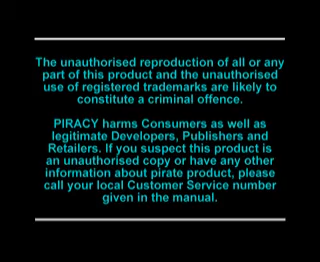 The unauthorised reproduction of all or any
part of this product and the unauthorised
use of registered trademarks are likely to
constitute a criminal offence.
PIRACY harms Consumers as well as
legitimate Developers, Publishers and
Retailers. If you suspect this product is
an unauthorised copy or have any other
information about pirate product, please
call your local Customer Service number
given in the manual.